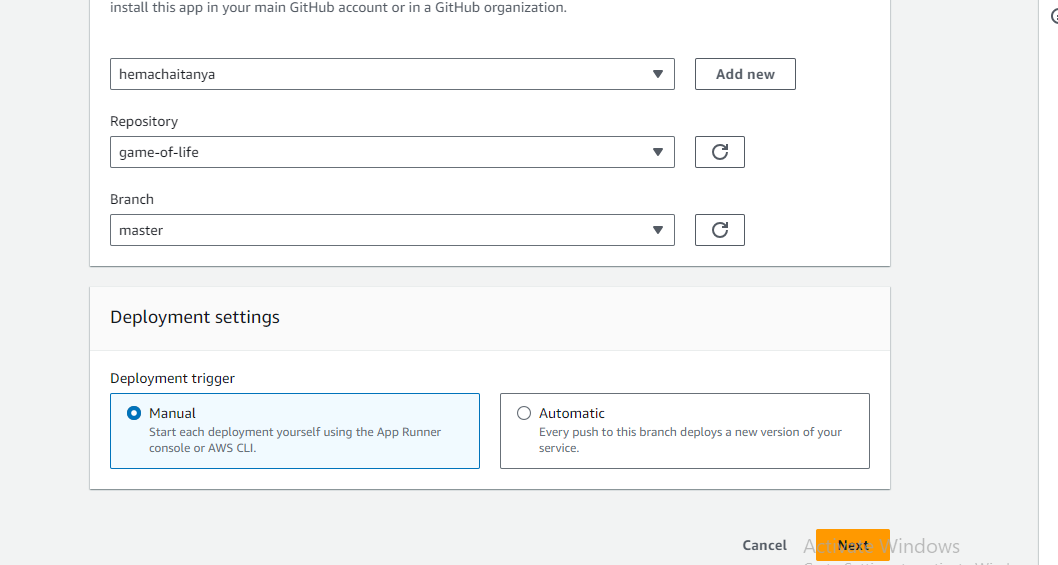 install this app in your main GitHub account or in a GitHub organization.
hemachaitanya
Add new
Repository
game-of-life
Branch
master
Deployment settings
Deployment trigger
Manual
Start each deployment yourself using the App Runner
console or AWS CLI.
Automatic
Every push to this branch deploys a new version of your
service.
Cancel
Next
Activate Windows